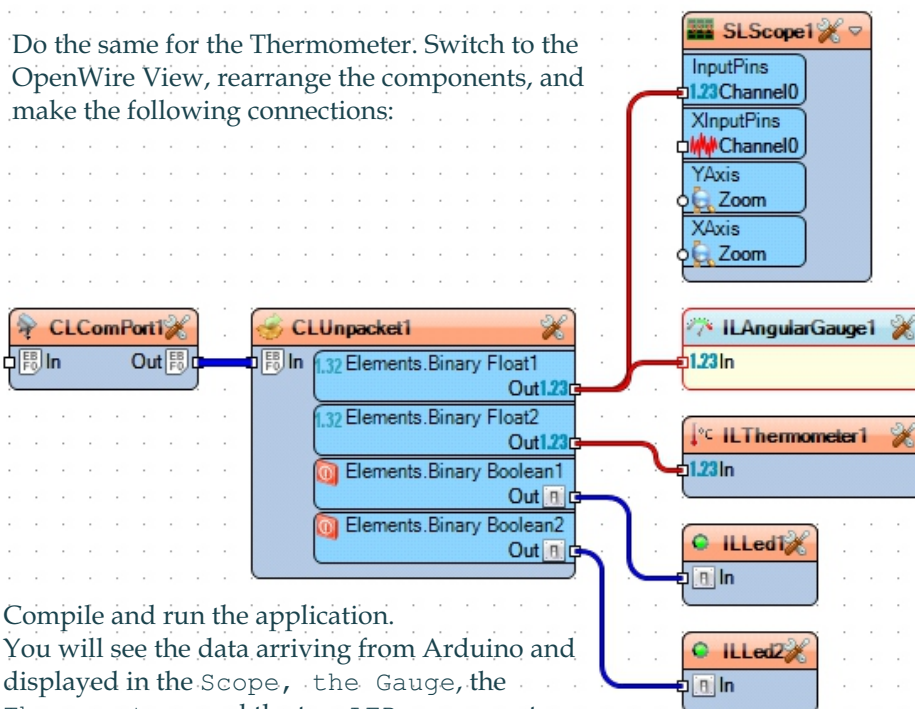 Do the same for the Thermometer. Switch to the
OpenWire View, rearrange the components, and
make the following connections:
SLScope1
InputPins
1.23 Channel0
XInputPins
Channel0
YAxis
Zoom
XAxis
Zoom
CLComPort1
In Out
CLUnpacket1
In
1.32 Elements.Binary Float1
Out 1.23
1.32 Elements.Binary Float2
Out 1.23
Elements.Binary Boolean1
Out
Elements.Binary Boolean2
Out
ILAngularGauge1
1.23 In
°C ILThermometer1
1.23 In
ILLed1
In
ILLed2
In
Compile and run the application.
You will see the data arriving from Arduino and
displayed in the Scope, the Gauge, the